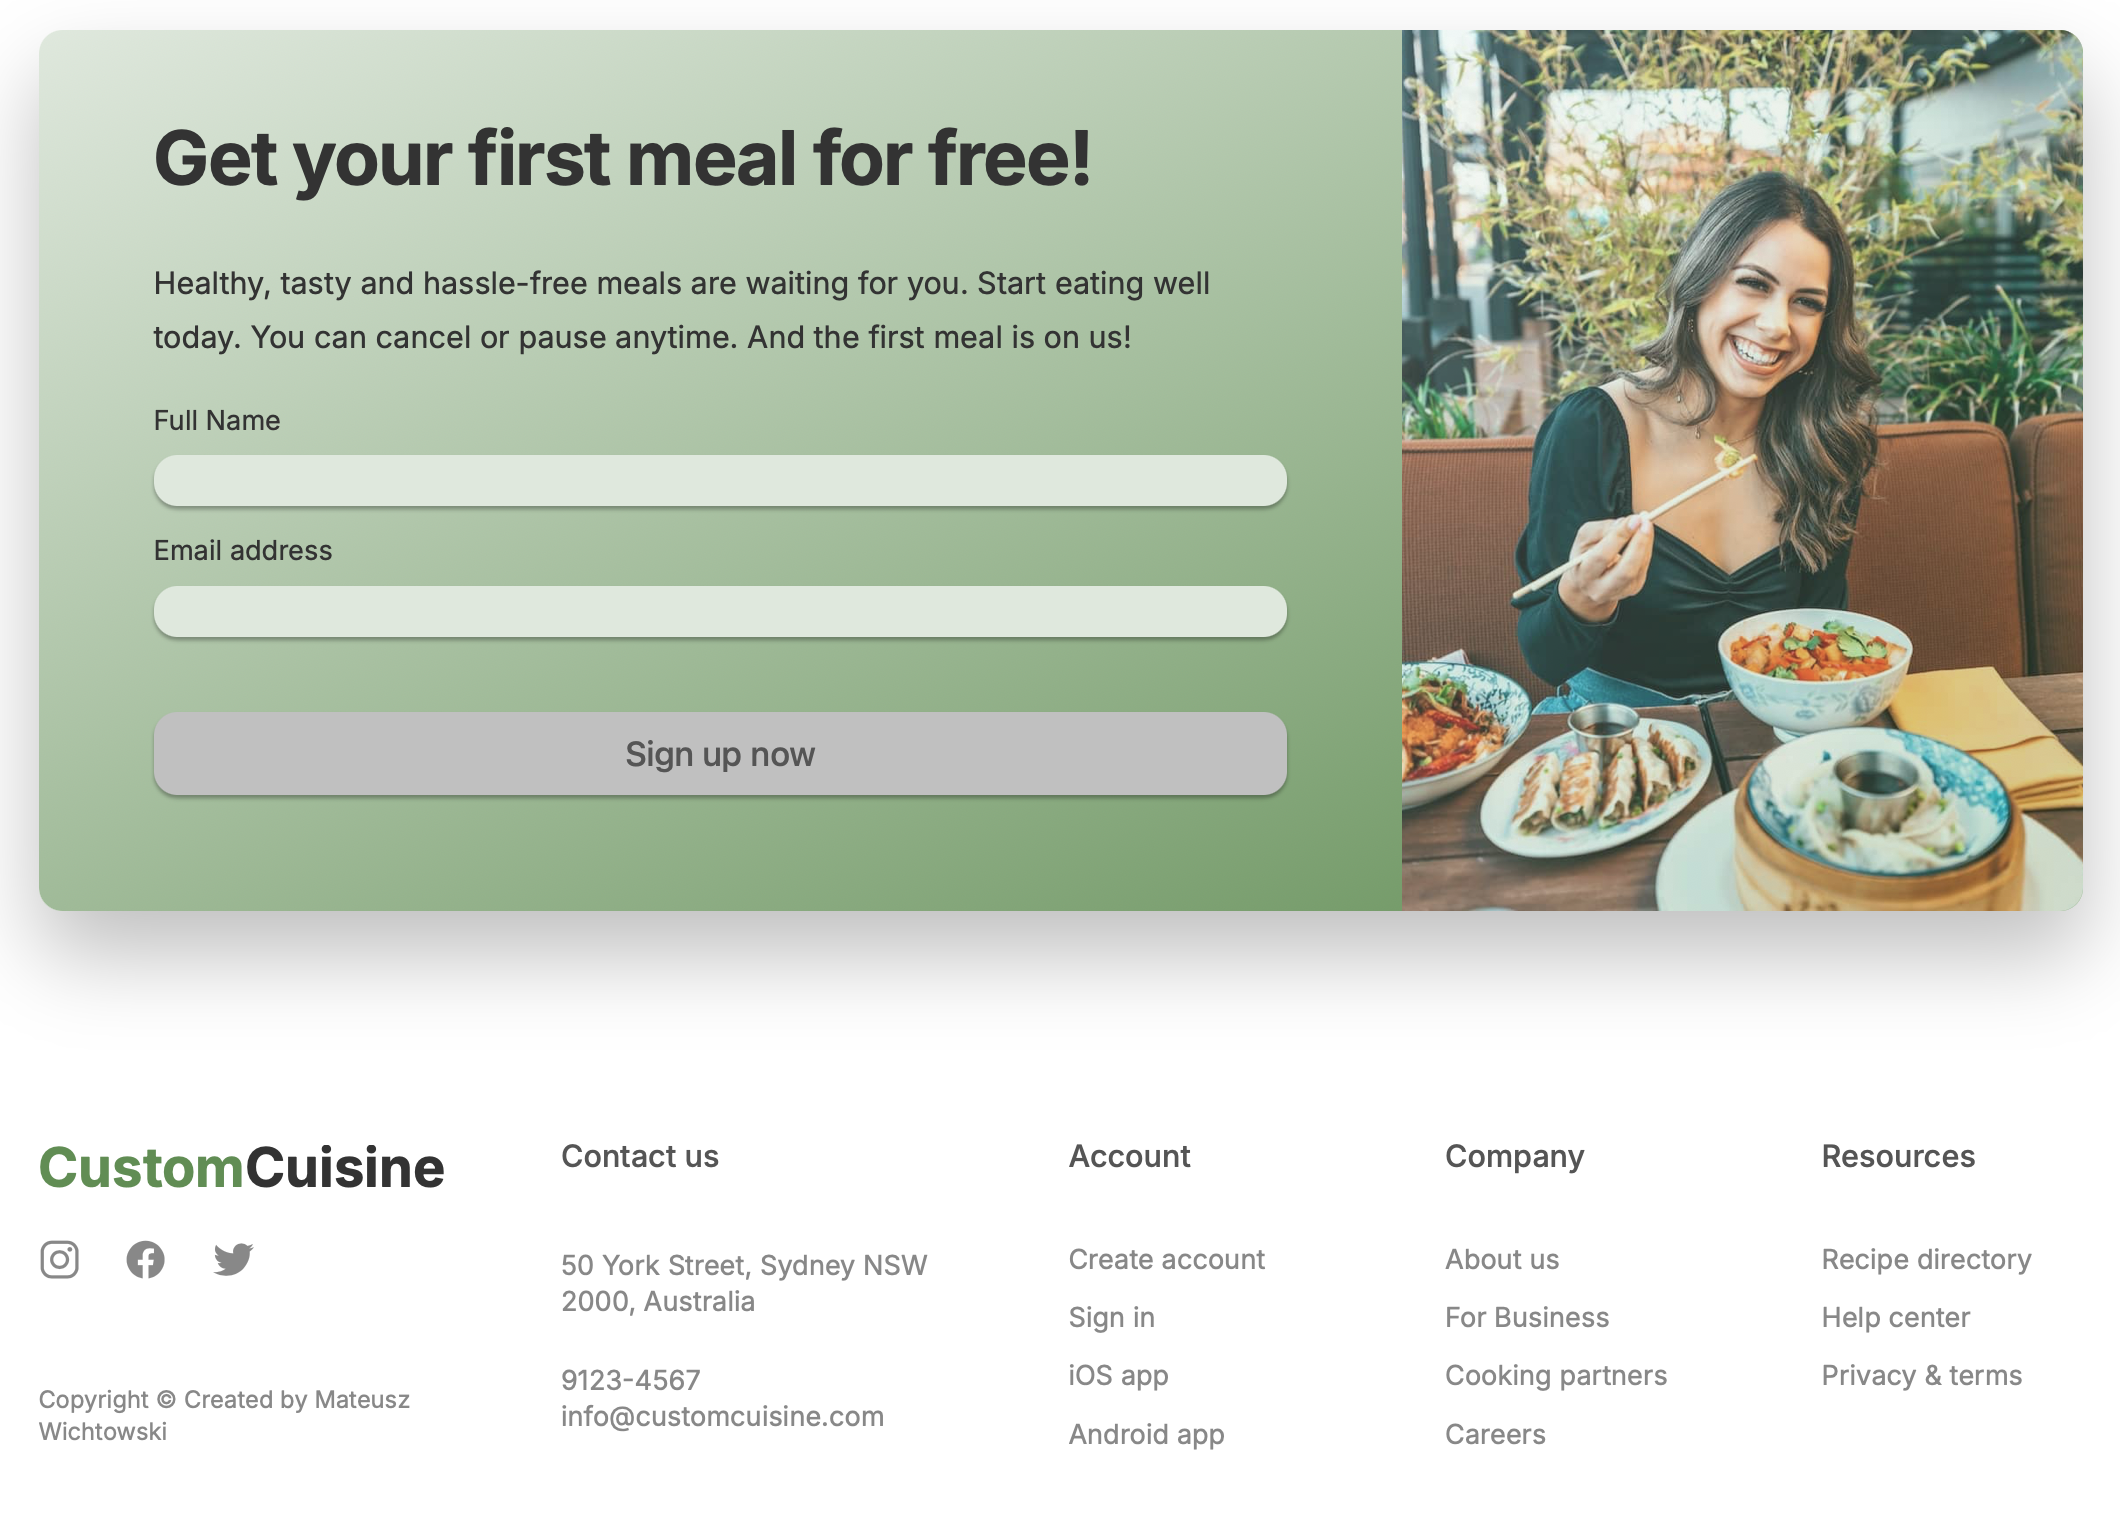 Get your first meal for free!
Healthy, tasty and hassle-free meals are waiting for you. Start eating well
today. You can cancel or pause anytime. And the first meal is on us!
Full Name
Email address
Sign up now
CustomCuisine
Copyright © Created by Mateusz
Wichtowski
Contact us
50 York Street, Sydney NSW
2000, Australia
9123-4567
info@customcuisine.com
Account
Create account
Sign in
iOS app
Android app
Company
About us
For Business
Cooking partners
Careers
Resources
Recipe directory
Help center
Privacy & terms